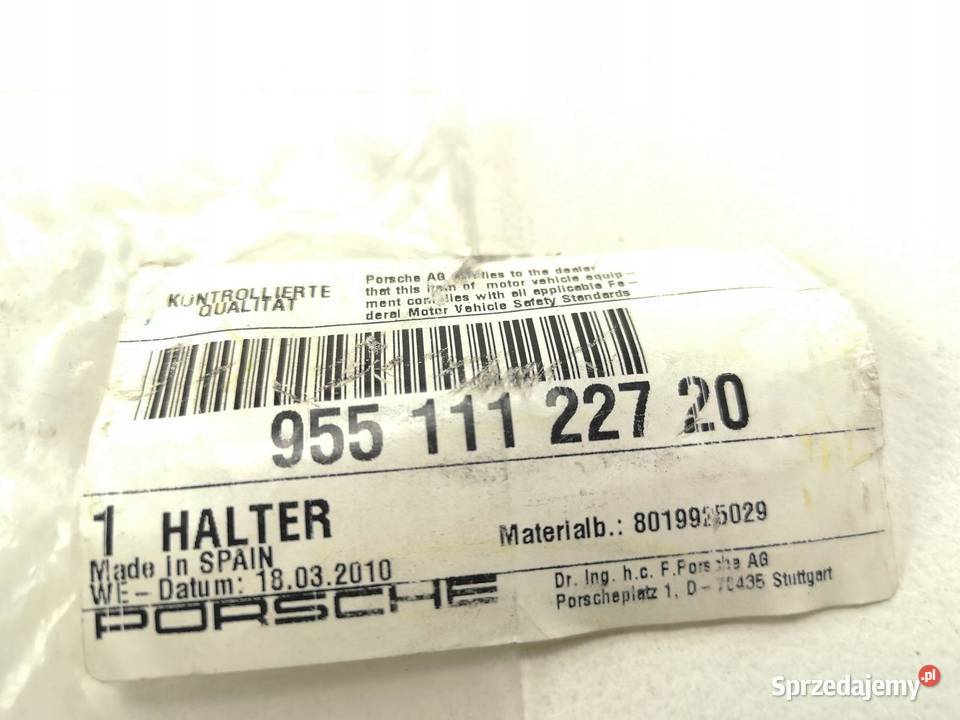 KONTROLLIERTE
QUALITÄT
Porsche AG certifies to the dealer
that this item of motor vehicle equip-
ment complies with all applicable Fe-
deral Motor Vehicle Safety Standards
955 111 227 20
1 HALTER
Materialb.: 8019925029
Made in SPAIN
WE-Datum: 18.03.2010
PORSCHE
Dr. Ing. h.c. F.Porsche AG
Porscheplatz 1, D-70435 Stuttgart
Sprzedajemy.pl